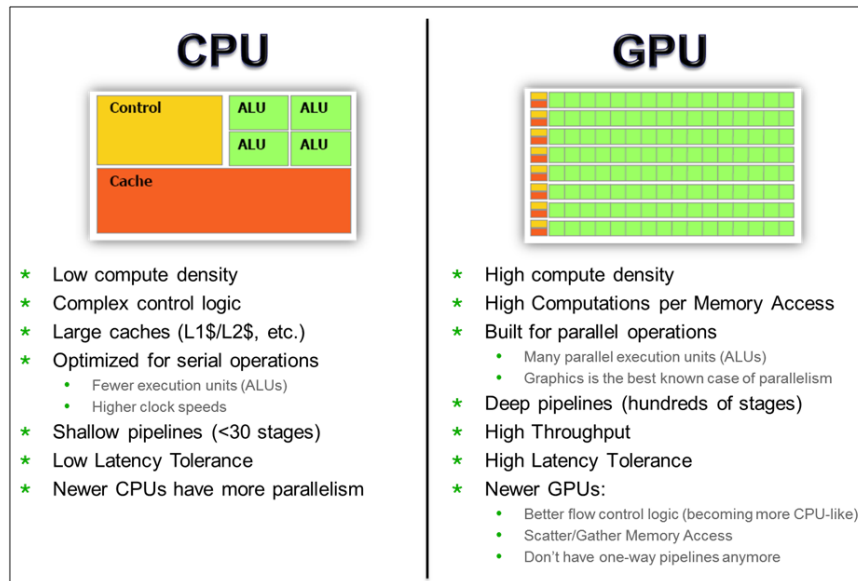 CPU
Control
ALU ALU
ALU ALU
Cache
* Low compute density
* Complex control logic
* Large caches (L1$/L2$, etc.)
* Optimized for serial operations
• Fewer execution units (ALUs)
• Higher clock speeds
* Shallow pipelines (<30 stages)
* Low Latency Tolerance
* Newer CPUs have more parallelism
GPU
* High compute density
* High Computations per Memory Access
* Built for parallel operations
• Many parallel execution units (ALUs)
• Graphics is the best known case of parallelism
* Deep pipelines (hundreds of stages)
* High Throughput
* High Latency Tolerance
* Newer GPUs:
• Better flow control logic (becoming more CPU-like)
• Scatter/Gather Memory Access
• Don't have one-way pipelines anymore